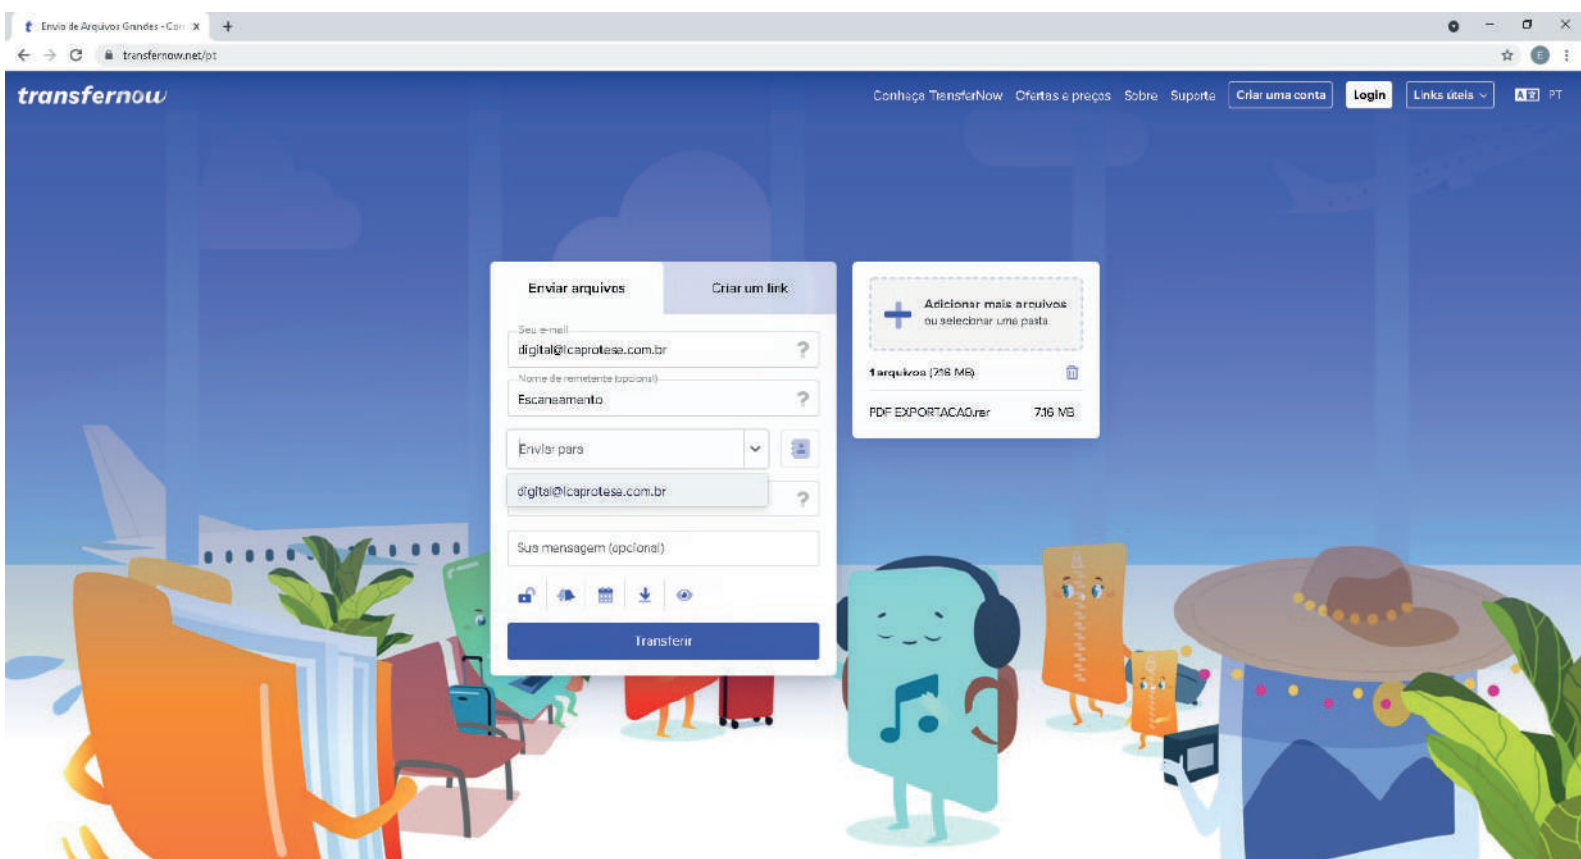 Envio de Arquivos Grandes - Con
transfernow.net/pt
E
transfernow
Conheça TransferNow Ofertas e preços Sobre Suporte Criar uma conta Login Links úteis PT
Enviar arquivos
Criar um link
Seu e-mail
digital@lcaprotese.com.br
?
Nome de remetente (opcional)
Escaneamento
?
Enviar para
digital@lcaprotese.com.br
?
Sua mensagem (opcional)
Transferir
Adicionar mais arquivos
ou selecionar uma pasta
1 arquivos (7.16 MB)
PDF EXPORTACAO.rar 7.16 MB